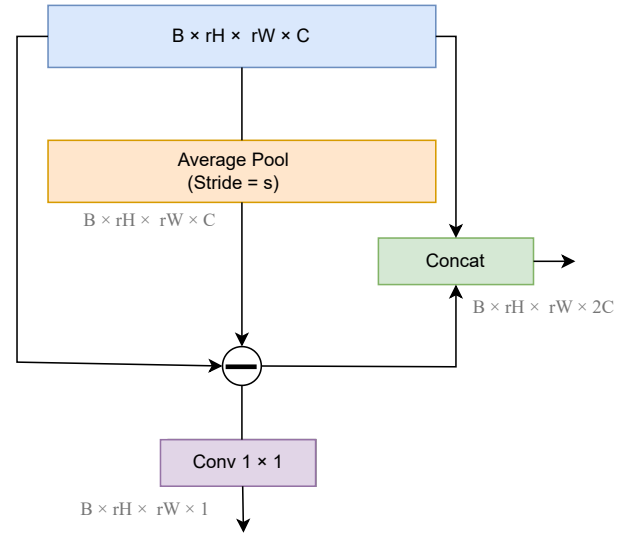 B × rH × rW × C
Average Pool
(Stride = s)
B × rH × rW × C
Concat
B × rH × rW × 2C
Conv 1 × 1
B × rH × rW × 1